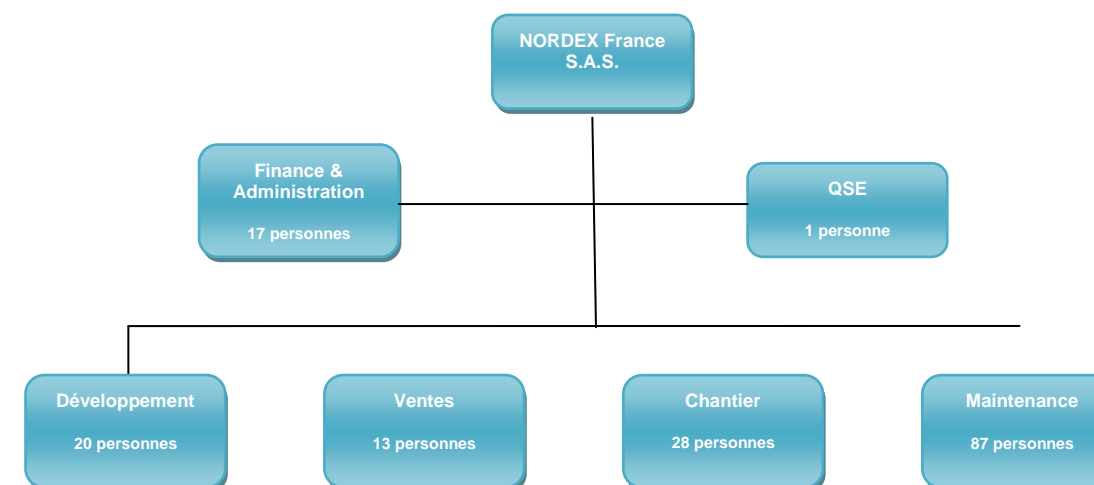 NORDEX France
S.A.S.
Finance &
Administration
17 personnes
QSE
1 personne
Développement
20 personnes
Ventes
13 personnes
Chantier
28 personnes
Maintenance
87 personnes